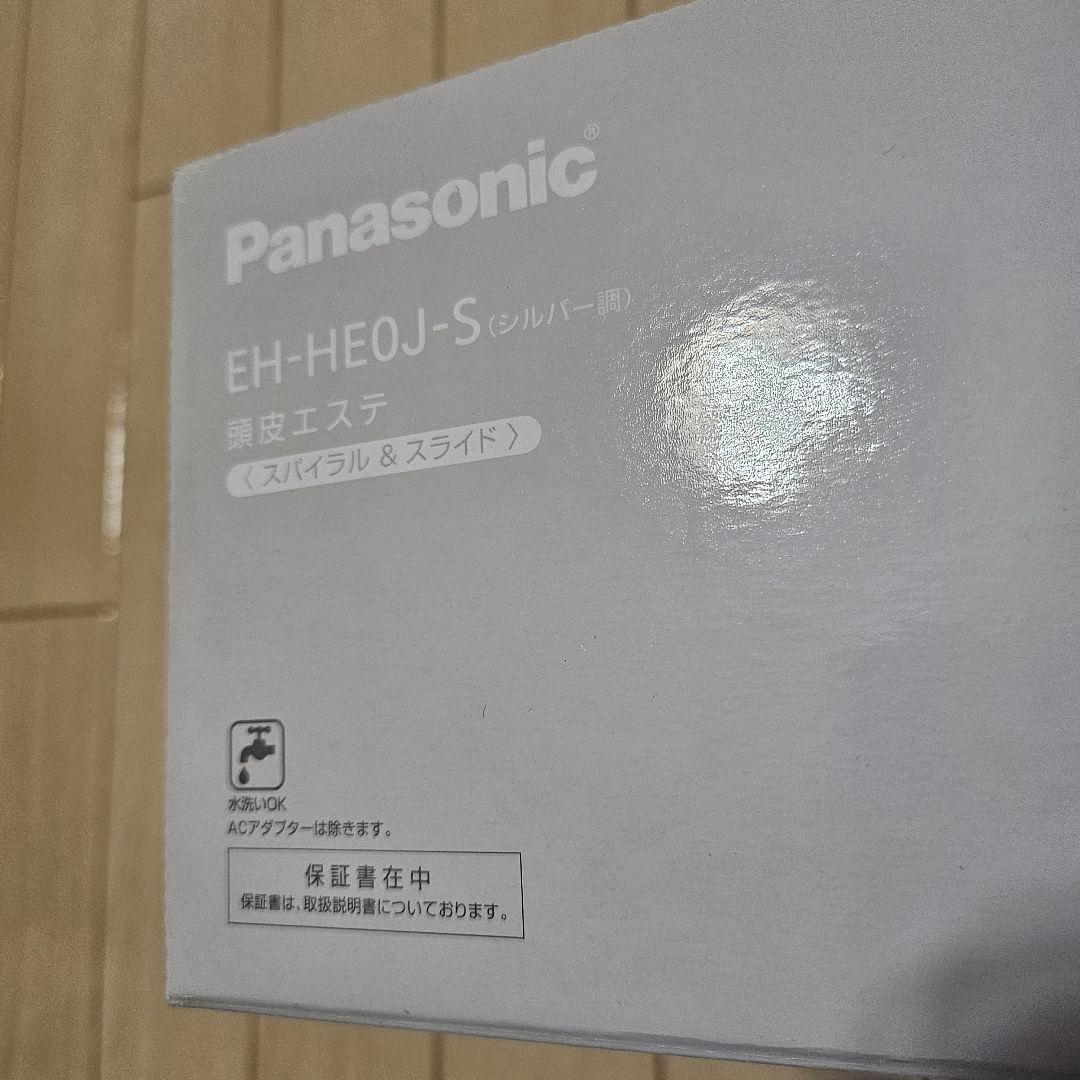 Panasonic®
EH-HE0J-S(シルバー調)
頭皮エステ
〈スパイラル & スライド〉
水洗いOK
ACアダプターは除きます。
保証書在中
保証書は、取扱説明書についております。